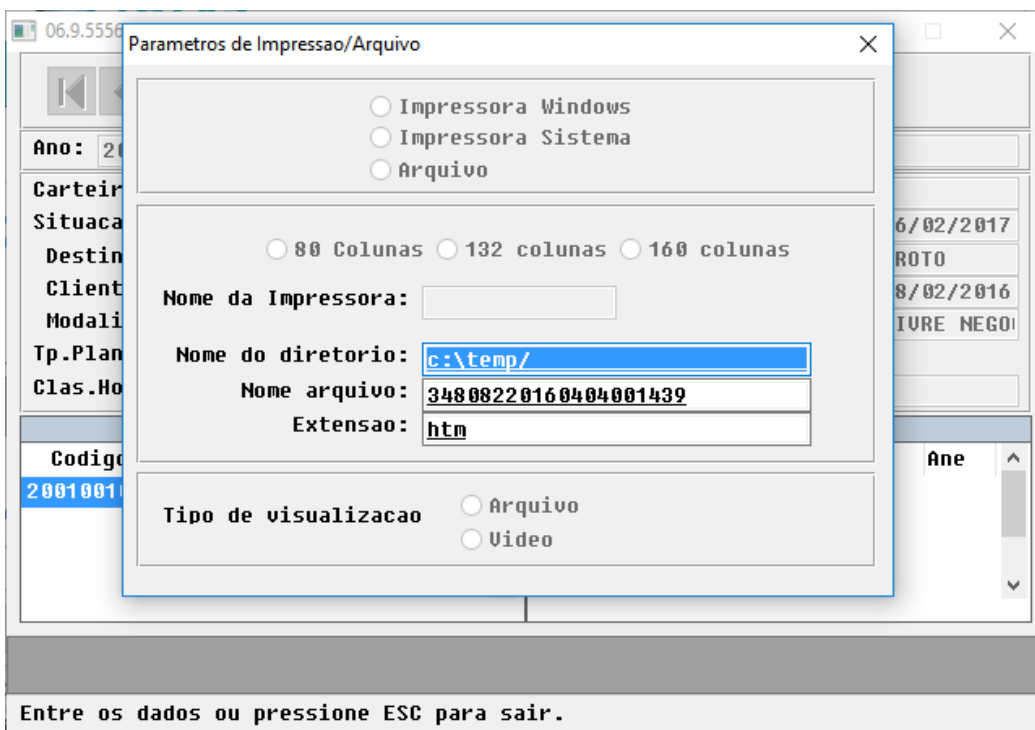 06.9.5556
Parametros de Impressao/Arquivo
Impressora Windows
Impressora Sistema
Arquivo
Ano: 20
Carteir
Situaca
6/02/2017
80 Colunas 132 colunas 160 colunas
Destin
ROTO
Client
Nome da Impressora:
8/02/2016
Modali
IVRE NEGO
Tp.Plan
Nome do diretorio: c:\temp/
Clas.Ho
Nome arquivo: 34808220160404001439
Extensao: htm
Codigo
Ane
2001001
Tipo de visualizacao
Arquivo
Video
Entre os dados ou pressione ESC para sair.